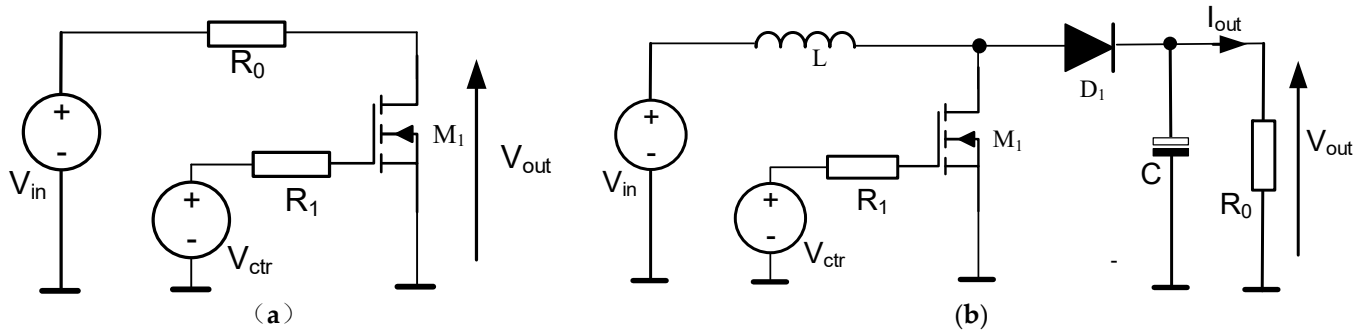 R0
+
-
Vin
M1
+
-
R1
Vctr
Vout
（a）
L
D1
Iout
+
-
Vin
M1
+
-
R1
Vctr
C
R0
Vout
-
(b)